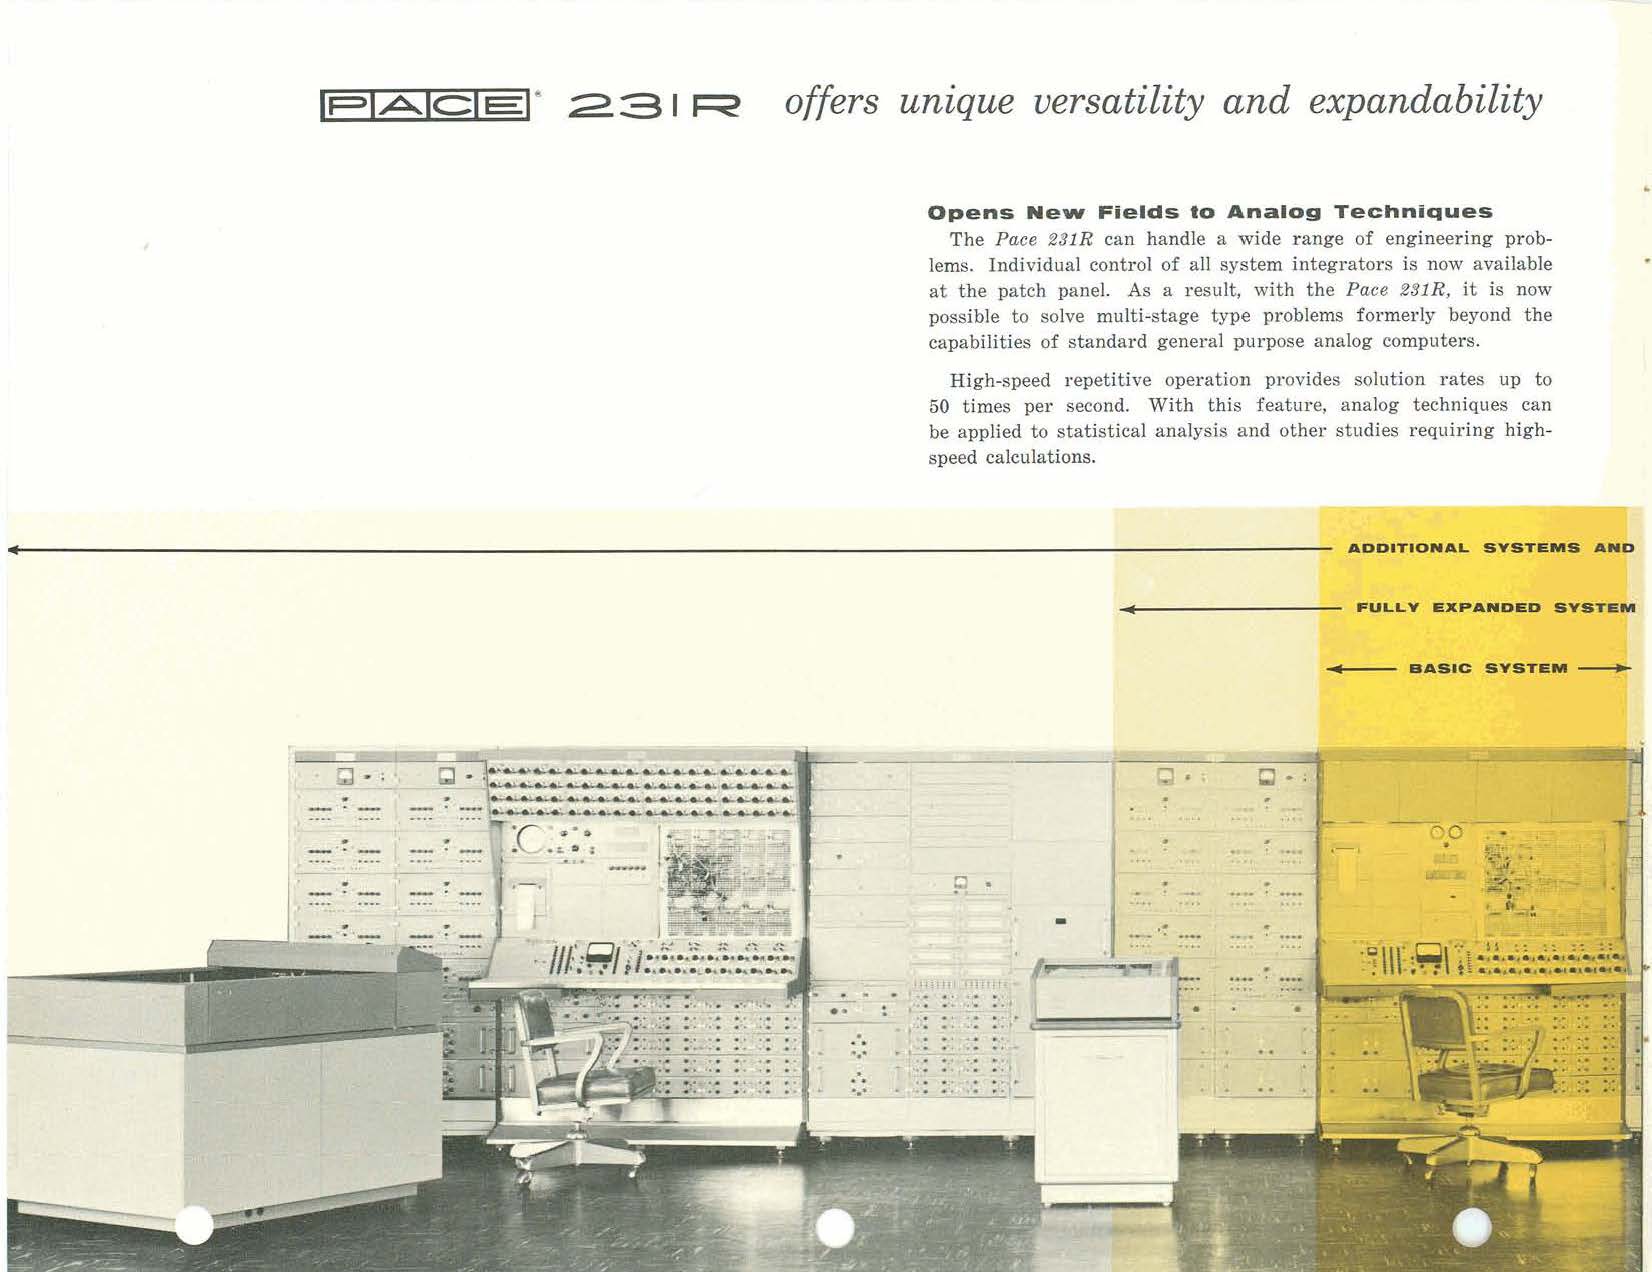 PACE® 231R offers unique versatility and expandability
Opens New Fields to Analog Techniques
The Pace 231R can handle a wide range of engineering prob-
lems. Individual control of all system integrators is now available
at the patch panel. As a result, with the Pace 231R, it is now
possible to solve multi-stage type problems formerly beyond the
capabilities of standard general purpose analog computers.
High-speed repetitive operation provides solution rates up to
50 times per second. With this feature, analog techniques can
be applied to statistical analysis and other studies requiring high-
speed calculations.
ADDITIONAL SYSTEMS AND
FULLY EXPANDED SYSTEM
BASIC SYSTEM